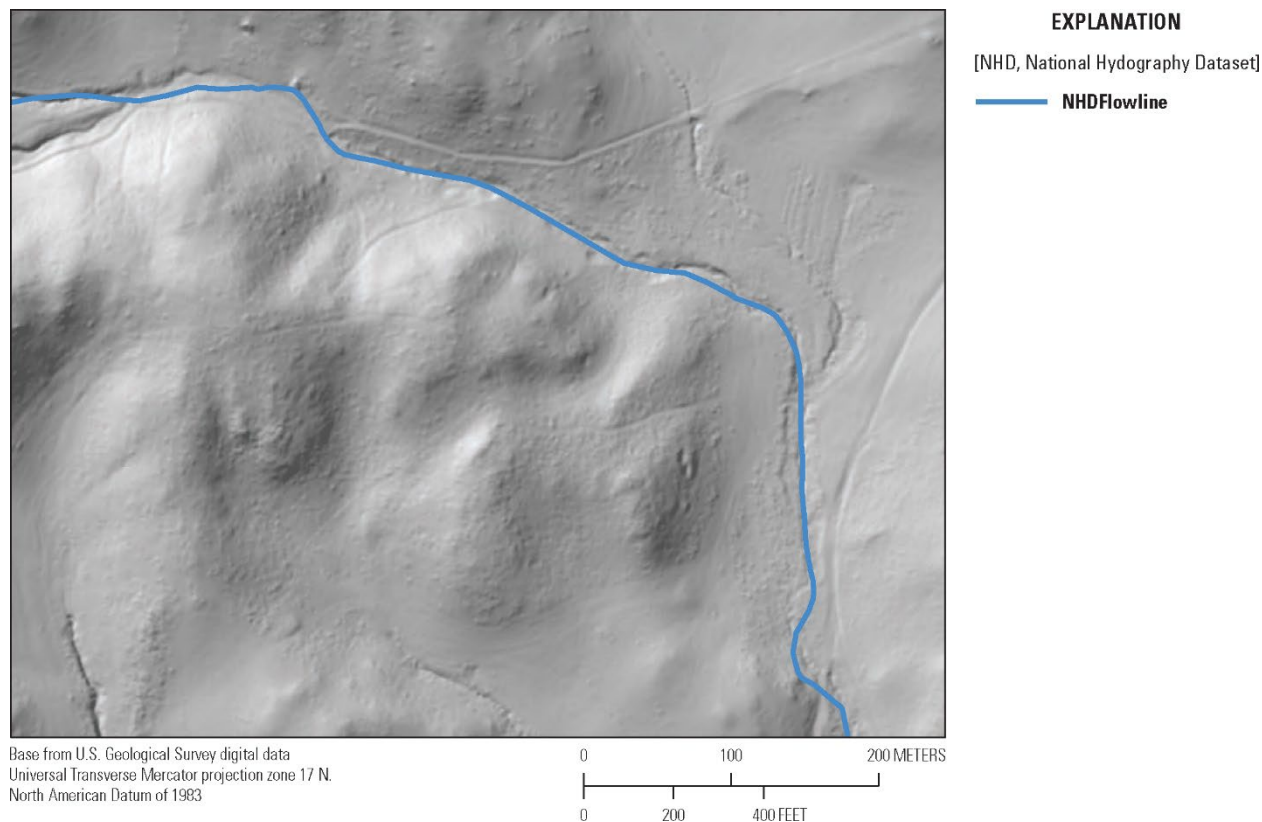 EXPLANATION
[NHD, National Hydography Dataset]
NHDFlowline
Base from U.S. Geological Survey digital data
Universal Transverse Mercator projection zone 17 N.
North American Datum of 1983
0 100 200 METERS
0 200 400 FEET